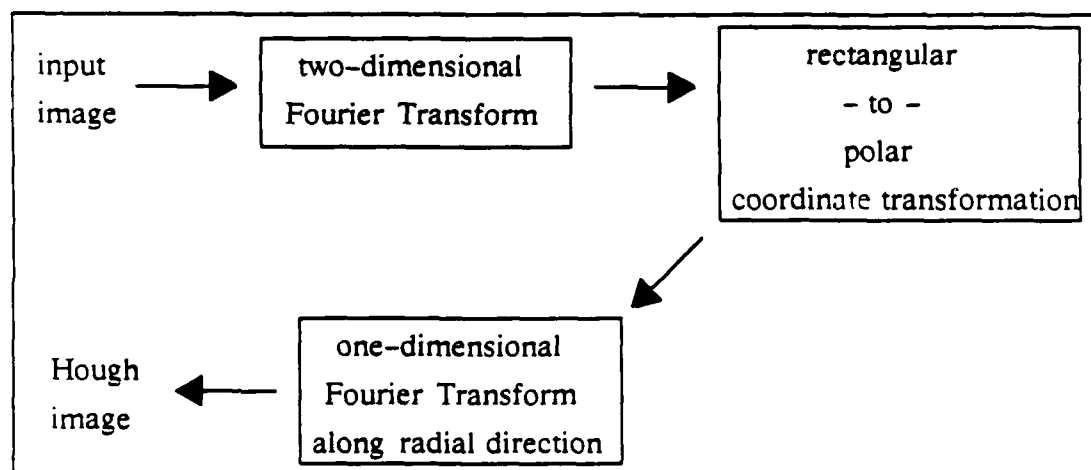 input
image
two-dimensional
Fourier Transform
rectangular
- to -
polar
coordinate transformation
one-dimensional
Fourier Transform
along radial direction
Hough
image